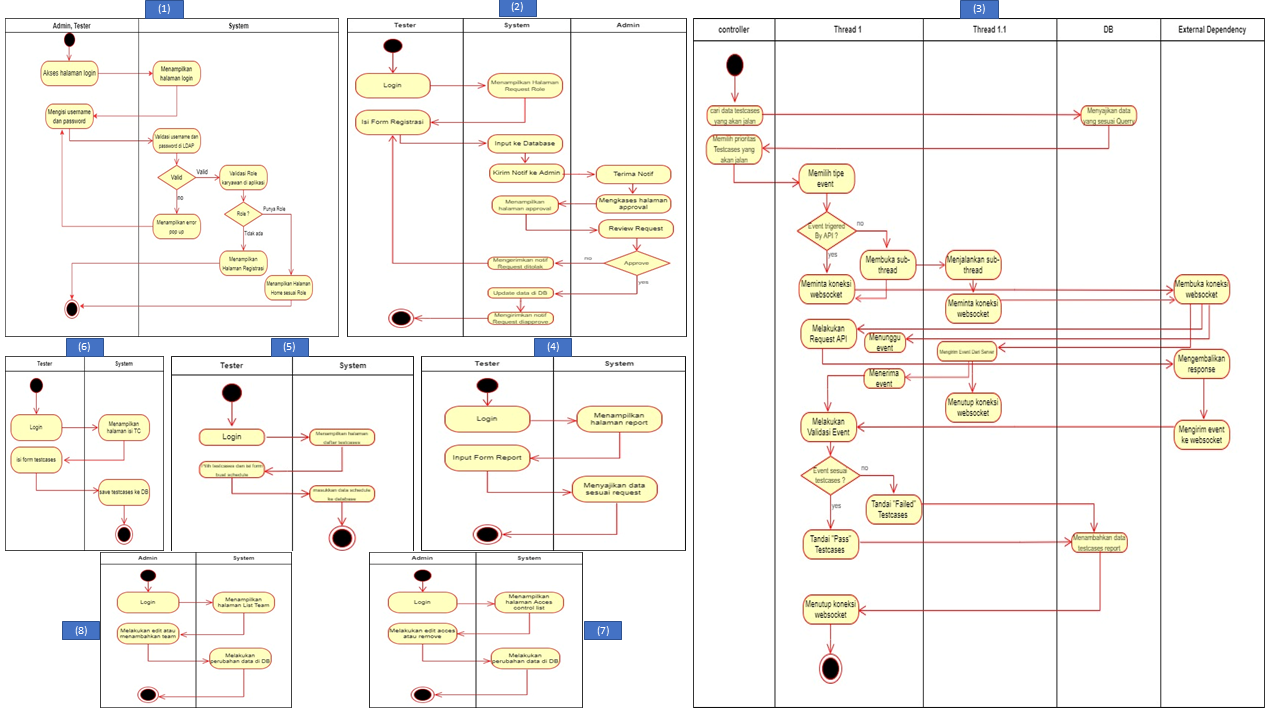 (1)
Admin, Tester
System
Akses halaman login
Menampilkan
halaman login
Mengisi username
dan password
Validasi username dan
password di LDAP
Valid
Valid
no
Validasi Role
karyawan di aplikasi
Role ?
Punya Role
Tidak ada
Menampilkan error
pop up
Menampilkan
Halaman Registrasi
Menampilkan Halaman
Home sesuai Role
(2)
Tester
System
Admin
Login
Menampilkan Halaman
Request Role
Isi Form Registrasi
Input ke Database
Kirim Notif ke Admin
Terima Notif
Mengkases halaman
approval
Menampilkan
halaman approval
Review Request
Approve
no
yes
Mengerimkan notif
Request ditolak
Update data di DB
Mengirimkan notif
Request diapprove
(3)
controller
Thread 1
Thread 1.1
DB
External Dependency
cari data testcases
yang akan jalan
Menyajikan data
yang sesuai Querry
Memilih prioritas
Testcases yang
akan jalan
Memilih tipe
event
Event trigered
By API ?
no
yes
Membuka sub-
thread
Menjalankan sub-
thread
Meminta koneksi
websocket
Meminta koneksi
websocket
Membuka koneksi
websocket
Melakukan
Request API
Menunggu
event
Mengirim Event Dari Server
Mengembalikan
response
Menerima
event
Menutup koneksi
websocket
Melakukan
Validasi Event
Mengirim event
ke websocket
Event sesuai
testcases ?
no
yes
Tandai "Failed"
Testcases
Tandai "Pass"
Testcases
Menambahkan data
testcases report
Menutup koneksi
websocket
(6)
Tester
System
Login
Menampilkan
halaman isi TC
isi form testcases
save testcases ke DB
(5)
Tester
System
Login
Menampilkan halaman
daftar testcases
Pilih testcases dan isi form
buat schedule
masukkan data schedule
ke database
(4)
Tester
System
Login
Menampilkan
halaman report
Input Form Report
Menyajikan data
sesuai request
(8)
Admin
System
Login
Menampilkan
halaman List Team
Melakukan edit atau
menambahkan team
Melakukan
perubahan data di DB
(7)
Admin
System
Login
Menampilkan
halaman Acces
control list
Melakukan edit acces
atau remove
Melakukan
perubahan data di DB